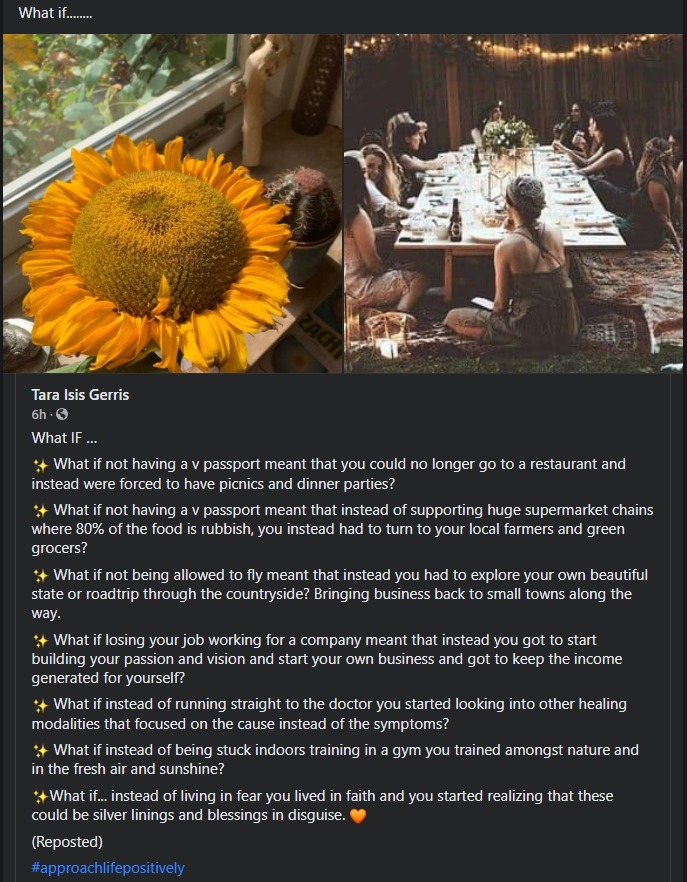 What if........
ZACH
Tara Isis Gerris
6h ·
What IF ...
✨ What if not having a v passport meant that you could no longer go to a restaurant and
instead were forced to have picnics and dinner parties?
✨ What if not having a v passport meant that instead of supporting huge supermarket chains
where 80% of the food is rubbish, you instead had to turn to your local farmers and green
grocers?
✨ What if not being allowed to fly meant that instead you had to explore your own beautiful
state or roadtrip through the countryside? Bringing business back to small towns along the
way.
✨ What if losing your job working for a company meant that instead you got to start
building your passion and vision and start your own business and got to keep the income
generated for yourself?
✨ What if instead of running straight to the doctor you started looking into other healing
modalities that focused on the cause instead of the symptoms?
✨ What if instead of being stuck indoors training in a gym you trained amongst nature and
in the fresh air and sunshine?
✨What if... instead of living in fear you lived in faith and you started realizing that these
could be silver linings and blessings in disguise. 🧡
(Reposted)
#approachlifepositively